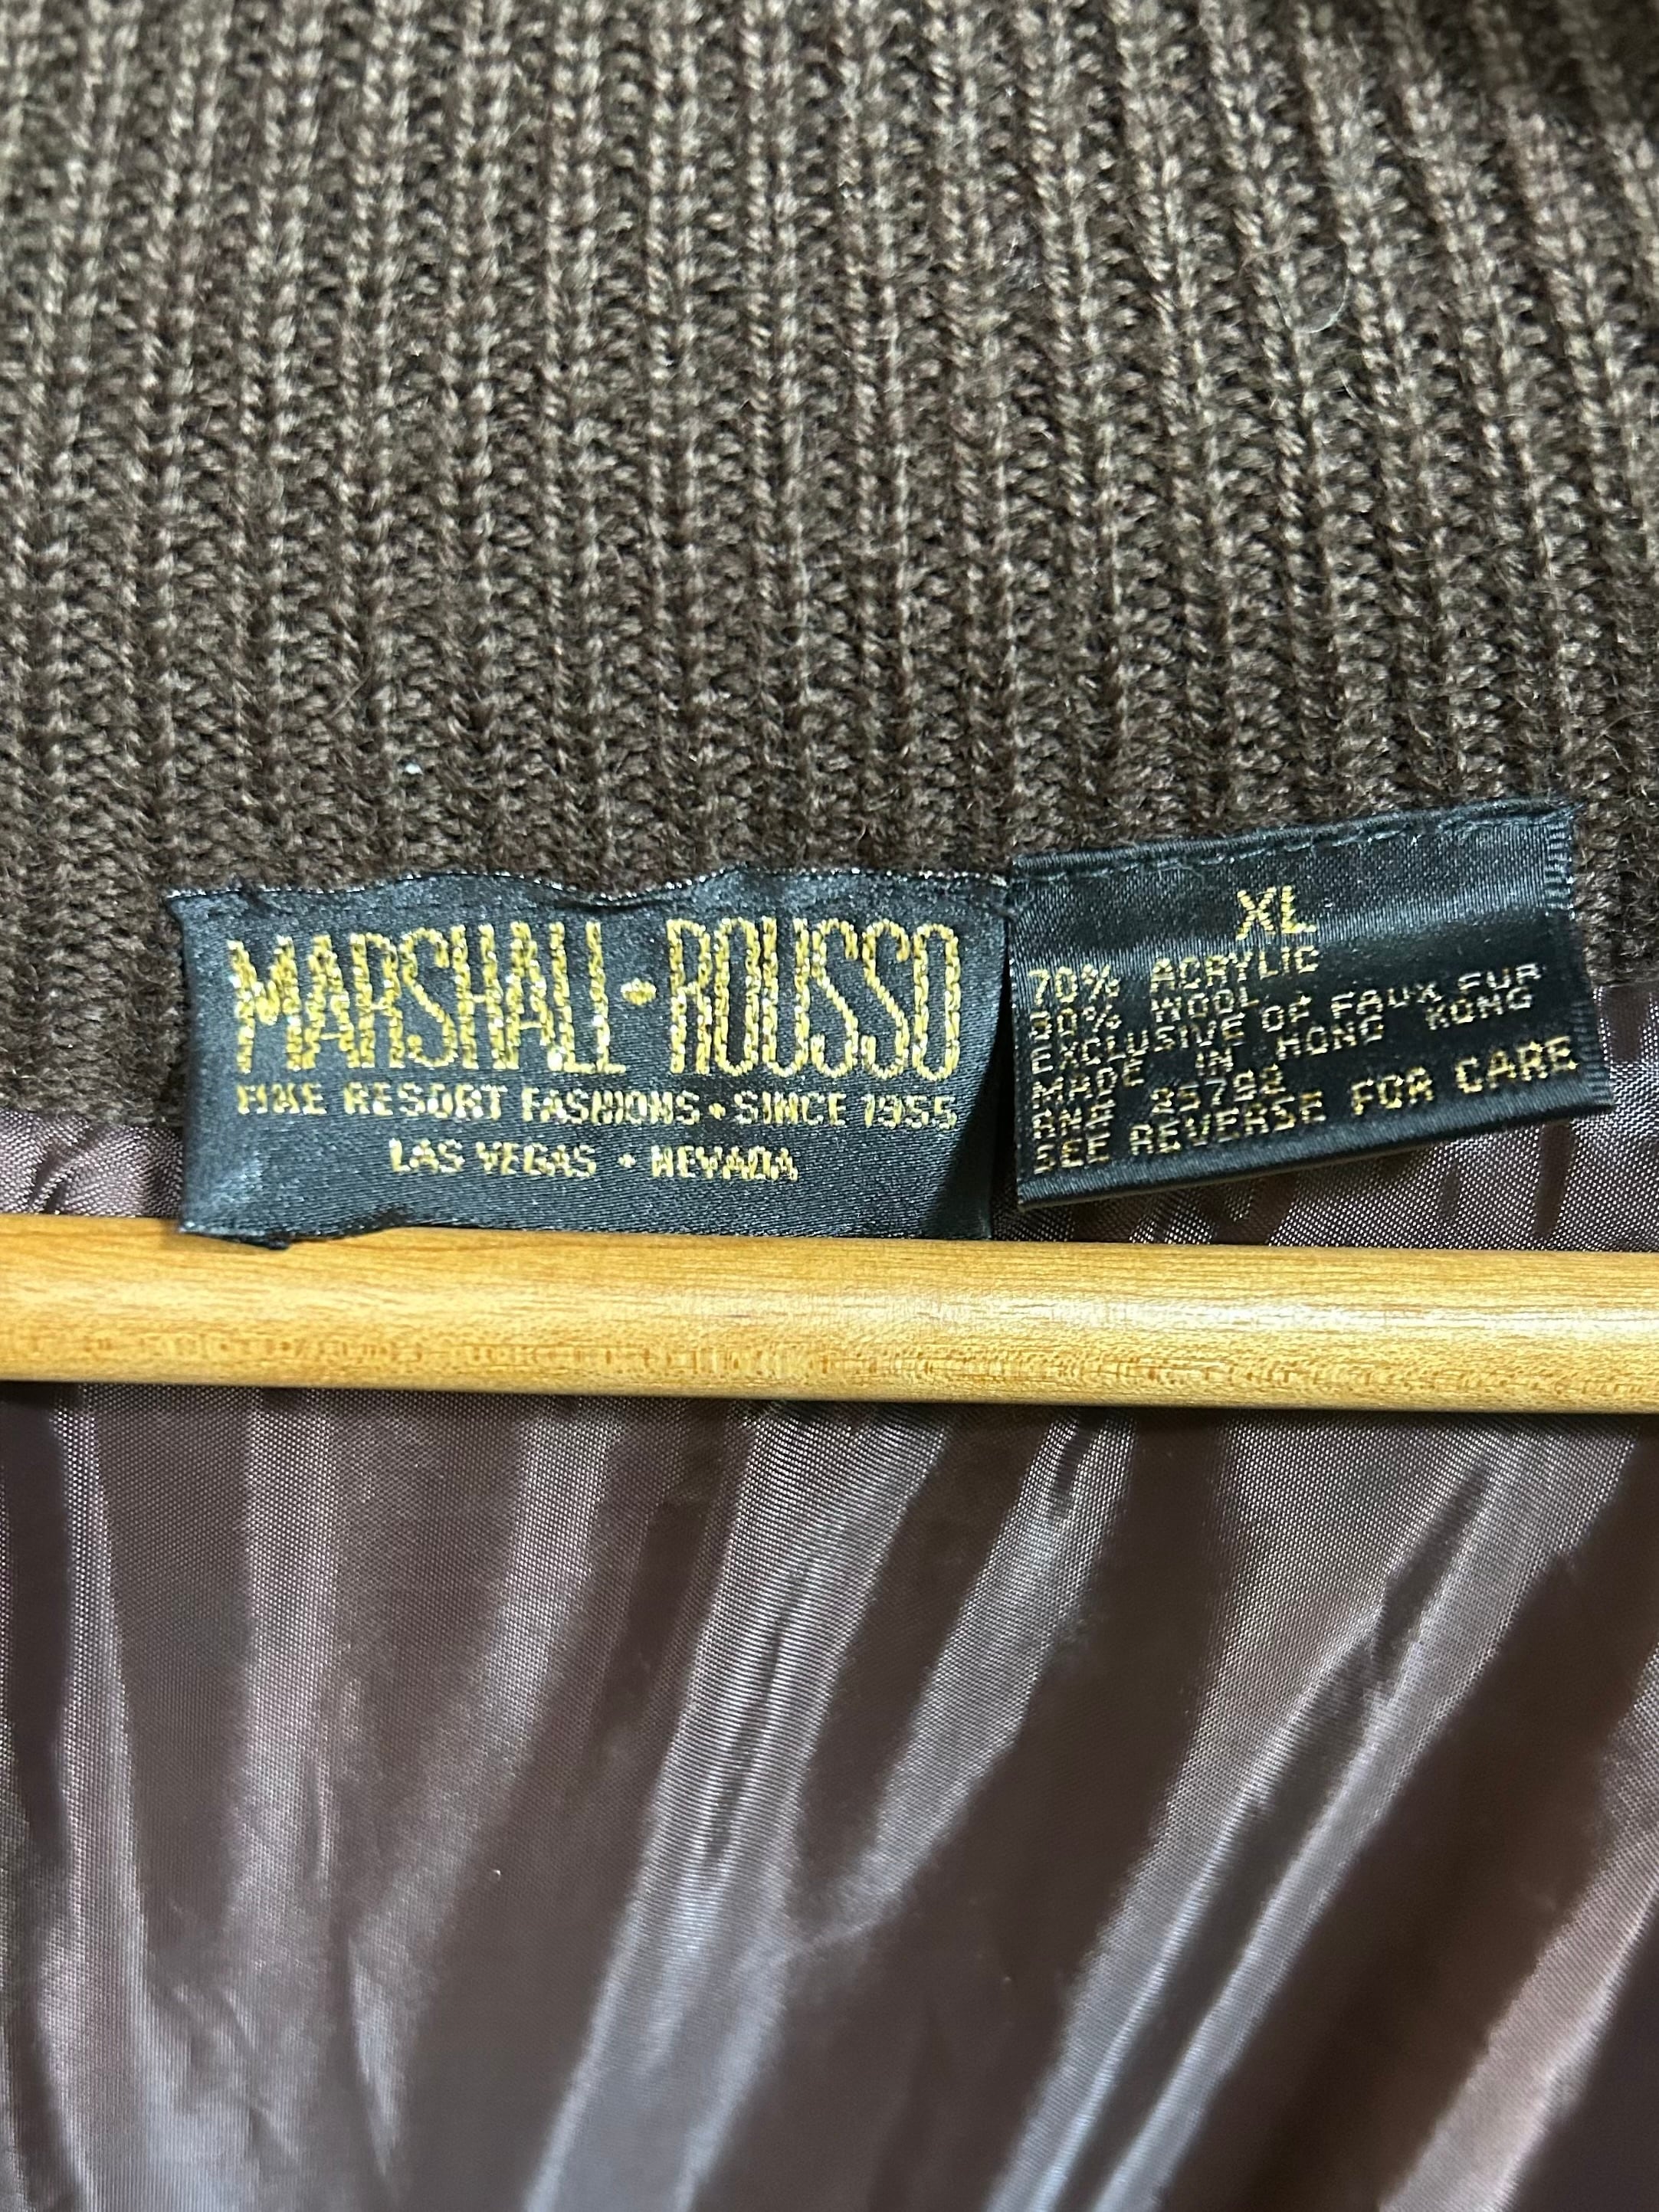 MARSHALL • ROUSSO
FINE RESORT FASHIONS • SINCE 1955
LAS VEGAS • NEVADA
XL
70% ACRYLIC
30% WOOL
EXCLUSIVE OF FAUX FUR
MADE IN HONG KONG
RN#
SEE REVERSE FOR CARE